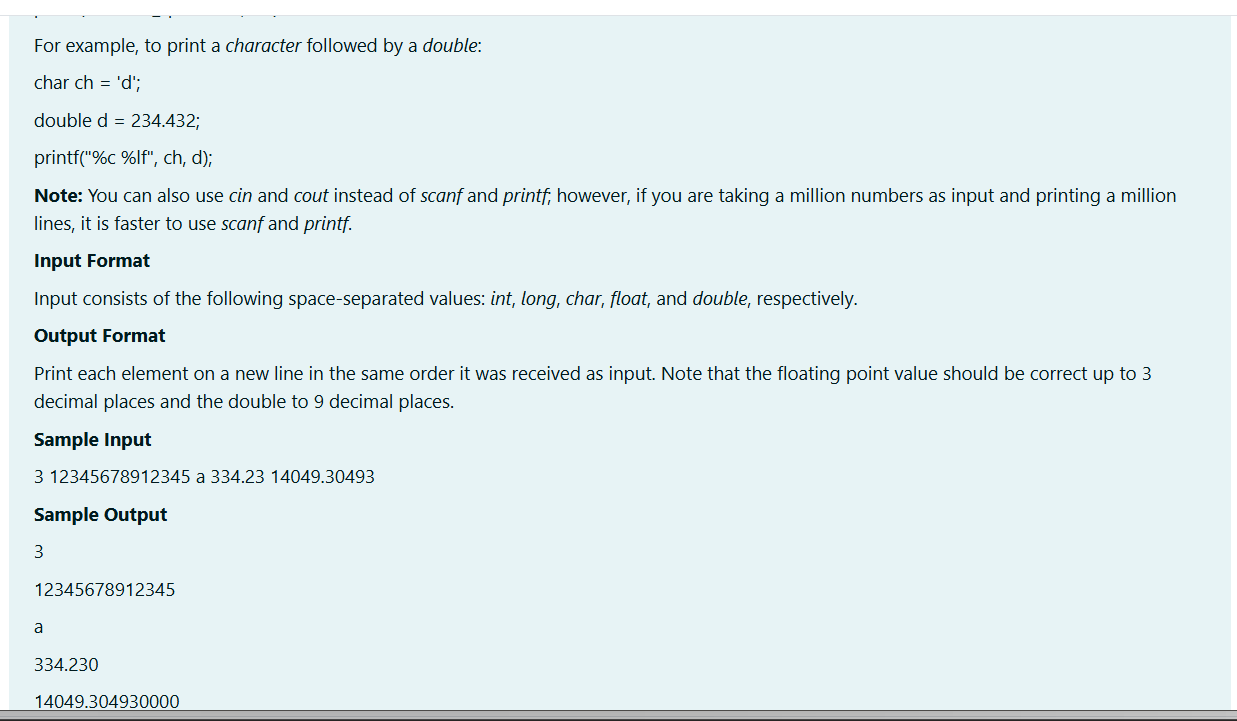 For example, to print a character followed by a double:
char ch = 'd';
double d = 234.432;
printf("%c %lf", ch, d);
Note: You can also use cin and cout instead of scanf and printf; however, if you are taking a million numbers as input and printing a million
lines, it is faster to use scanf and printf.
Input Format
Input consists of the following space-separated values: int, long, char, float, and double, respectively.
Output Format
Print each element on a new line in the same order it was received as input. Note that the floating point value should be correct up to 3
decimal places and the double to 9 decimal places.
Sample Input
3 12345678912345 a 334.23 14049.30493
Sample Output
3
12345678912345
a
334.230
14049.304930000